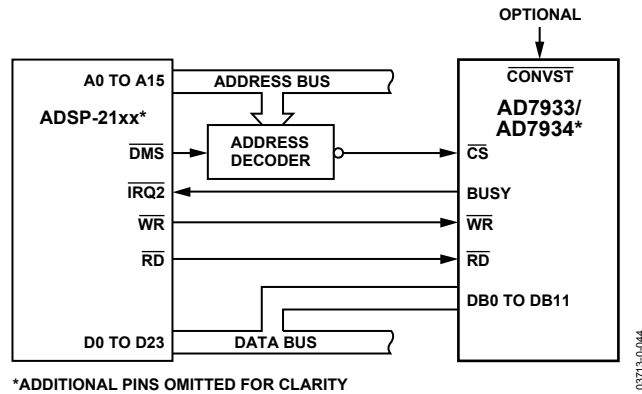 OPTIONAL
A0 TO A15
ADDRESS BUS
CONVST
ADSP-21xx*
AD7933/
AD7934*
DMS
ADDRESS
DECODER
CS
IRQ2
BUSY
WR
WR
RD
RD
DB0 TO DB11
D0 TO D23
DATA BUS
*ADDITIONAL PINS OMITTED FOR CLARITY
03713-0-044